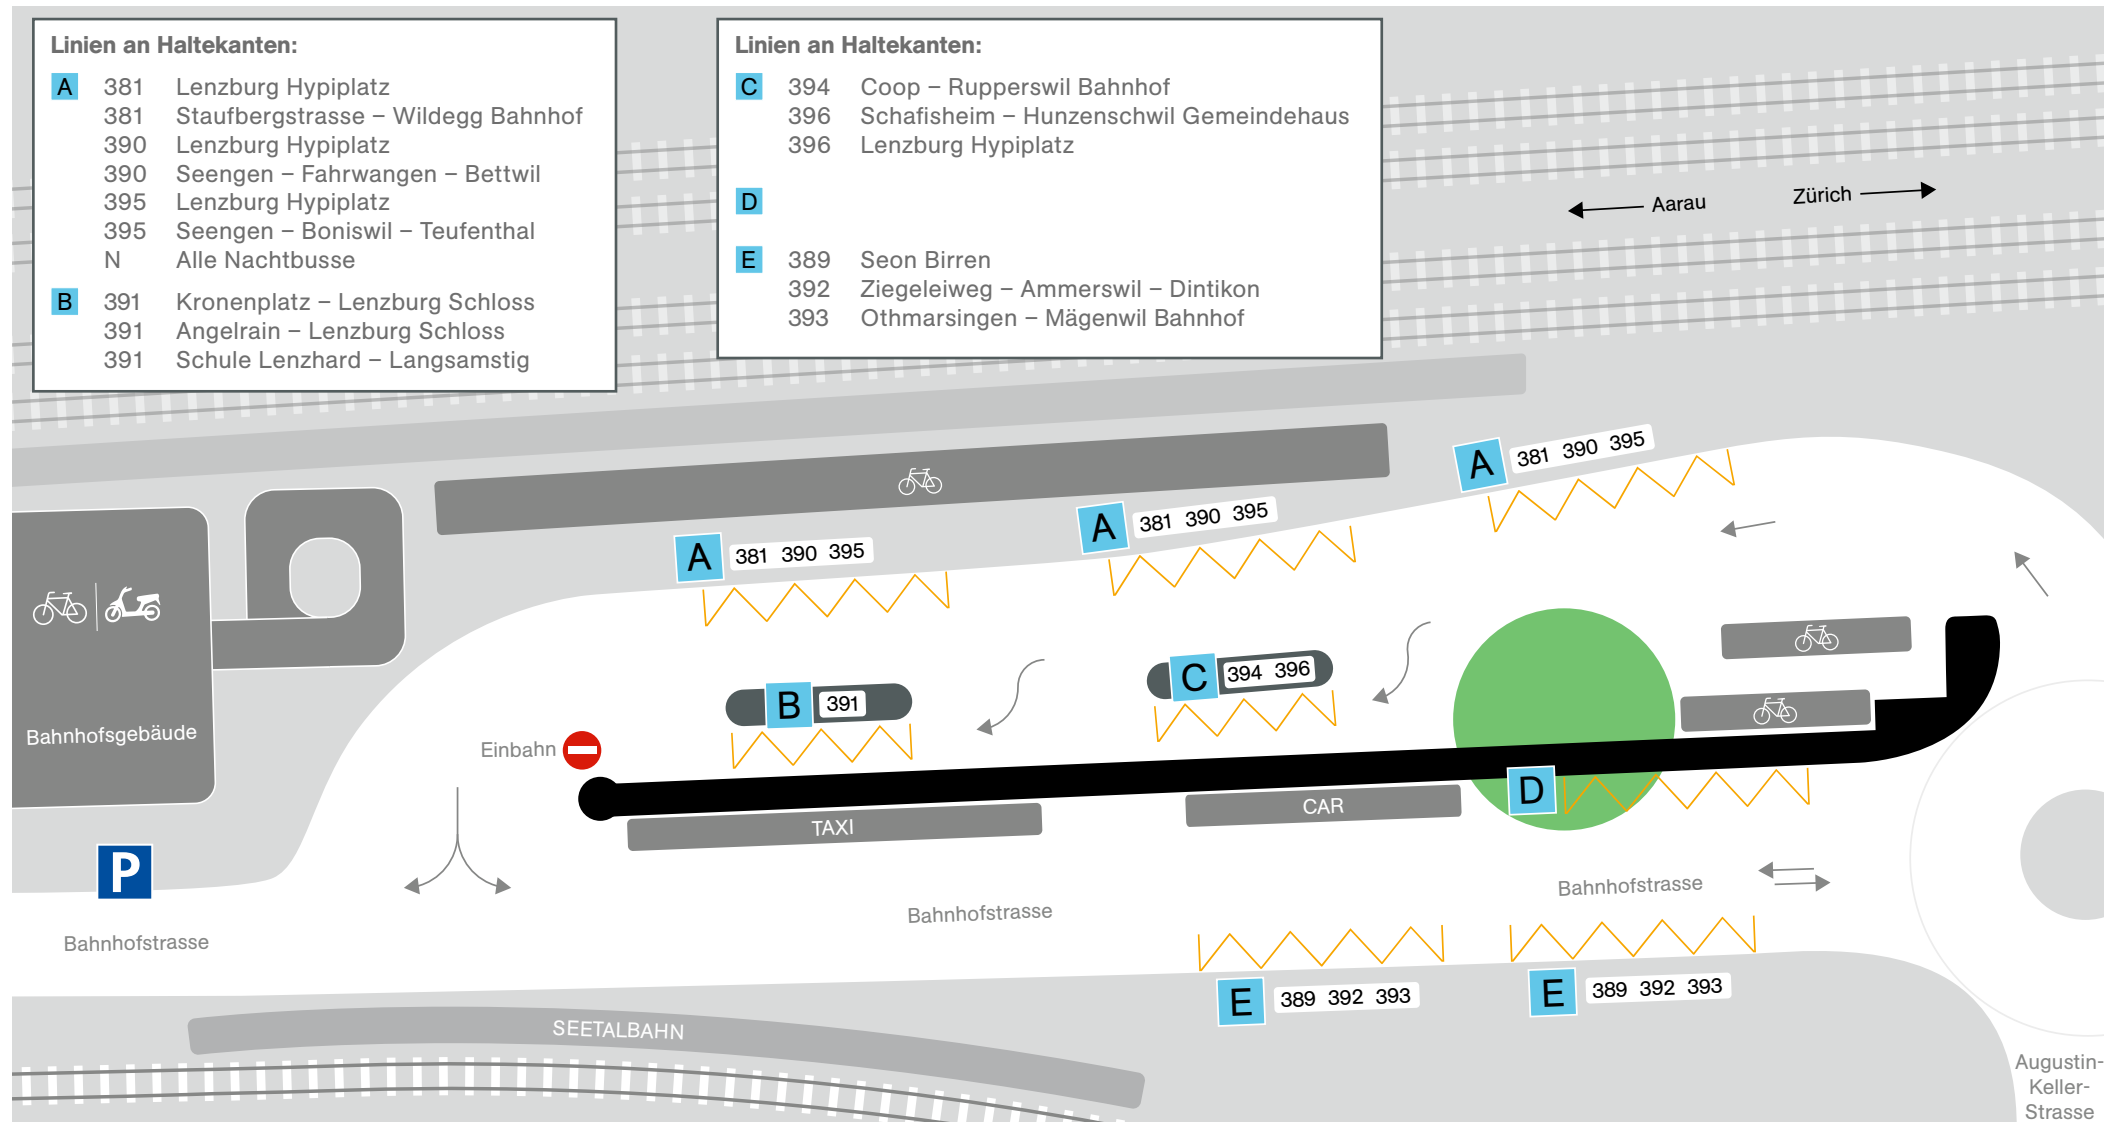 Linien an Haltekanten:
A 381 Lenzburg Hypiplatz
381 Staufbergstrasse – Wildegg Bahnhof
390 Lenzburg Hypiplatz
390 Seengen – Fahrwangen – Bettwil
395 Lenzburg Hypiplatz
395 Seengen – Boniswil – Teufenthal
N Alle Nachtbusse
B 391 Kronenplatz – Lenzburg Schloss
391 Angelrain – Lenzburg Schloss
391 Schule Lenzhard – Langsamstig
Linien an Haltekanten:
C 394 Coop – Rupperswil Bahnhof
396 Schafisheim – Hunzenschwil Gemeindehaus
396 Lenzburg Hypiplatz
D
E 389 Seon Birren
392 Ziegeleiweg – Ammerswil – Dintikon
393 Othmarsingen – Mägenwil Bahnhof
Aarau
Zürich
A 381 390 395
A 381 390 395
A 381 390 395
C 394 396
B 391
Bahnhofsgebäude
Einbahn
D
CAR
TAXI
P
Bahnhofstrasse
Bahnhofstrasse
Bahnhofstrasse
E 389 392 393
E 389 392 393
SEETALBAHN
Augustin-
Keller-
Strasse